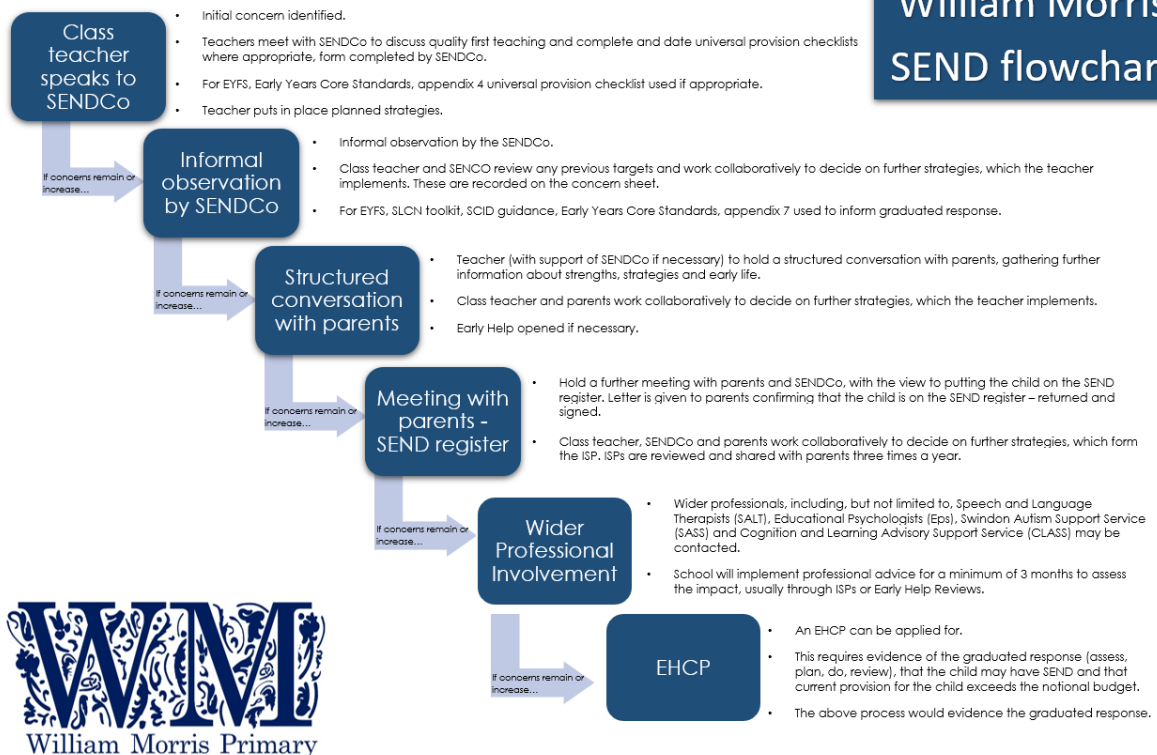 William Morris
SEND flowchar
Class
teacher
speaks to
SENDCo
• Initial concern identified.
• Teachers meet with SENDCo to discuss quality first teaching and complete and date universal provision checklists
where appropriate, form completed by SENDCo.
• For EYFS, Early Years Core Standards, appendix 4 universal provision checklist used if appropriate.
• Teacher puts in place planned strategies.
If concerns remain or
increase…
Informal
observation
by SENDCo
• Informal observation by the SENDCo.
• Class teacher and SENCO review any previous targets and work collaboratively to decide on further strategies, which the teacher
implements. These are recorded on the concern sheet.
• For EYFS, SLCN toolkit, SCID guidance, Early Years Core Standards, appendix 7 used to inform graduated response.
If concerns remain or
increase…
Structured
conversation
with parents
• Teacher (with support of SENDCo if necessary) to hold a structured conversation with parents, gathering further
information about strengths, strategies and early life.
• Class teacher and parents work collaboratively to decide on further strategies, which the teacher implements.
• Early Help opened if necessary.
If concerns remain or
increase…
Meeting with
parents -
SEND register
• Hold a further meeting with parents and SENDCo, with the view to putting the child on the SEND
register. Letter is given to parents confirming that the child is on the SEND register – returned and
signed.
• Class teacher, SENDCo and parents work collaboratively to decide on further strategies, which form
the ISP. ISPs are reviewed and shared with parents three times a year.
If concerns remain or
increase…
Wider
Professional
Involvement
• Wider professionals, including, but not limited to, Speech and Language
Therapists (SALT), Educational Psychologists (Eps), Swindon Autism Support Service
(SASS) and Cognition and Learning Advisory Support Service (CLASS) may be
contacted.
• School will implement professional advice for a minimum of 3 months to assess
the impact, usually through ISPs or Early Help Reviews.
If concerns remain or
increase…
EHCP
• An EHCP can be applied for.
• This requires evidence of the graduated response (assess,
plan, do, review), that the child may have SEND and that
current provision for the child exceeds the notional budget.
• The above process would evidence the graduated response.
WM
William Morris Primary